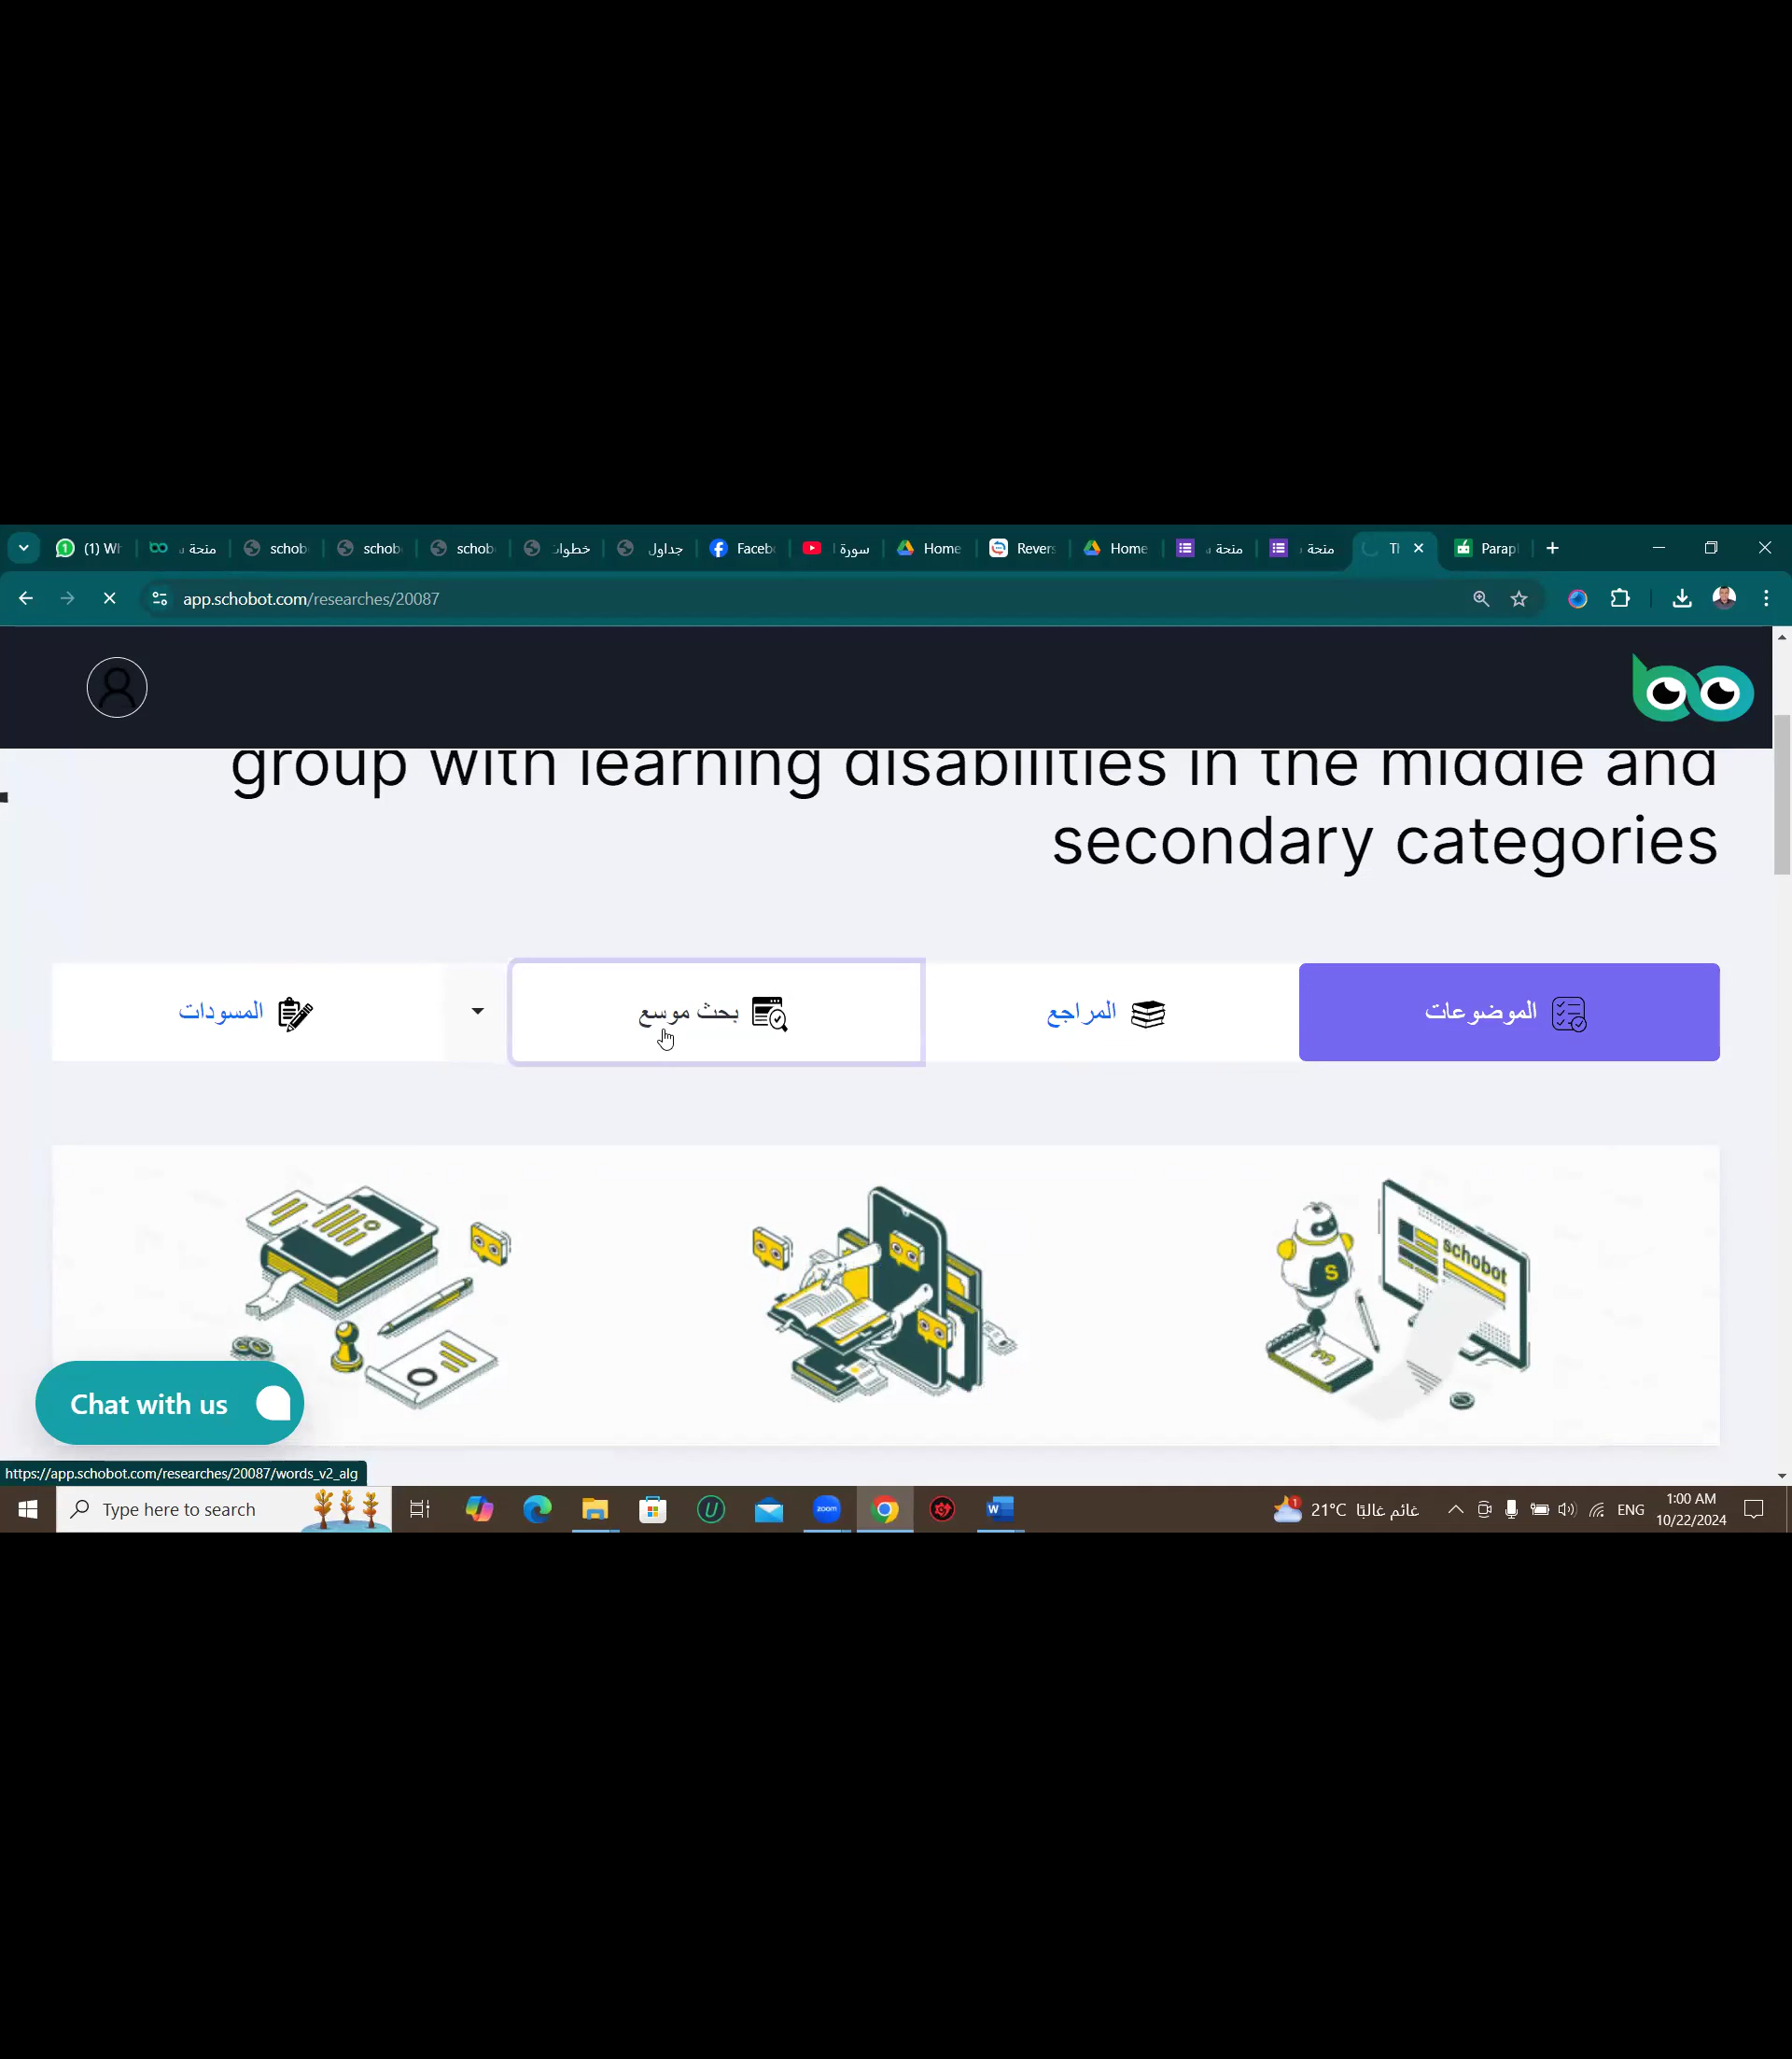 (1) Wh
منحة
schob
schob
schob
خطوات
جداول
Faceb
سورة
Home
Revers
Home
منحة
منحة
Th
Parap
app.schobot.com/researches/20087
group with learning disabilities in the middle and
secondary categories
الموضوعات
المراجع
بحث موسع
المسودات
schobot
S
Chat with us
https://app.schobot.com/researches/20087/words_v2_alg
Type here to search
zoom
W
1
21°C غائم غالبًا
ENG
1:00 AM
10/22/2024